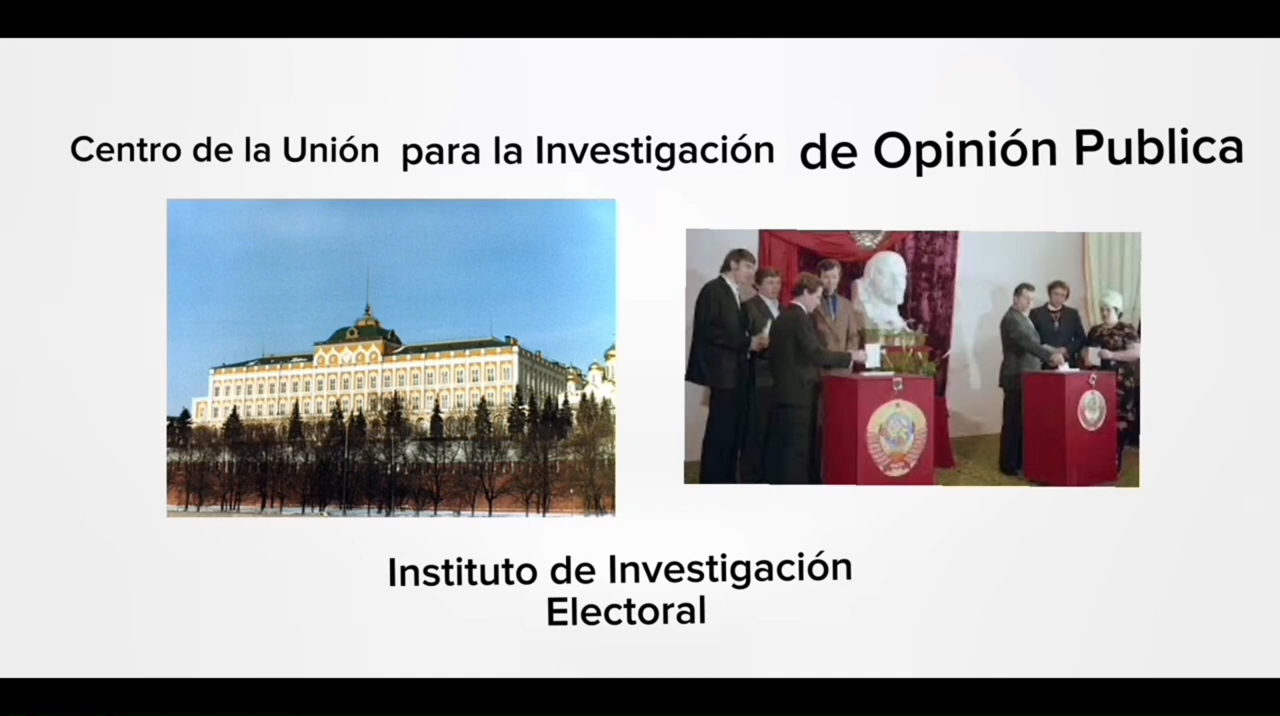 Centro de la Unión para la Investigación de Opinión Publica
Instituto de Investigación
Electoral